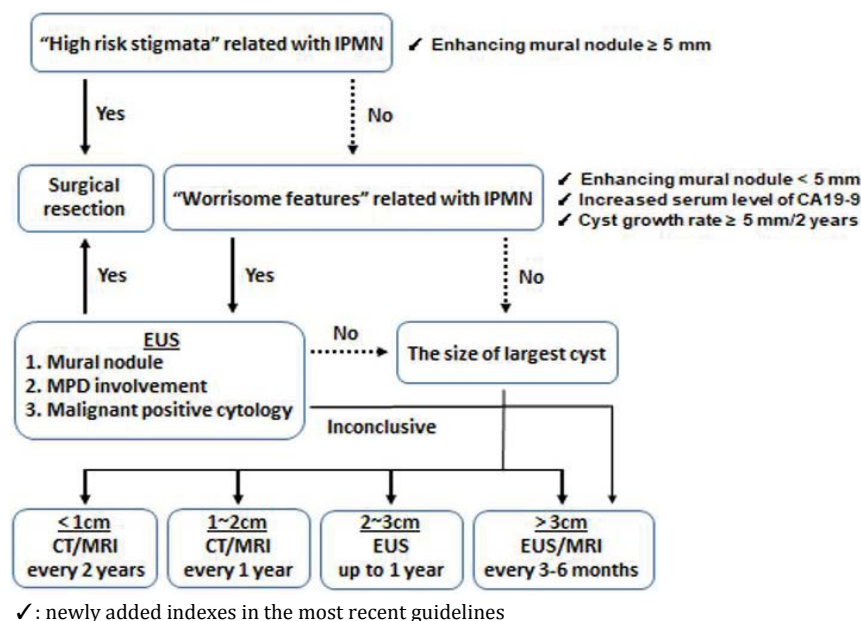 “High risk stigmata” related with IPMN
✓ Enhancing mural nodule ≥ 5 mm
Yes
No
Surgical
resection
“Worrisome features” related with IPMN
✓ Enhancing mural nodule < 5 mm
✓ Increased serum level of CA19-9
✓ Cyst growth rate ≥ 5 mm/2 years
Yes
Yes
No
EUS
1. Mural nodule
2. MPD involvement
3. Malignant positive cytology
No
The size of largest cyst
Inconclusive
< 1cm
CT/MRI
every 2 years
1~2cm
CT/MRI
every 1 year
2~3cm
EUS
up to 1 year
> 3cm
EUS/MRI
every 3-6 months
✓: newly added indexes in the most recent guidelines